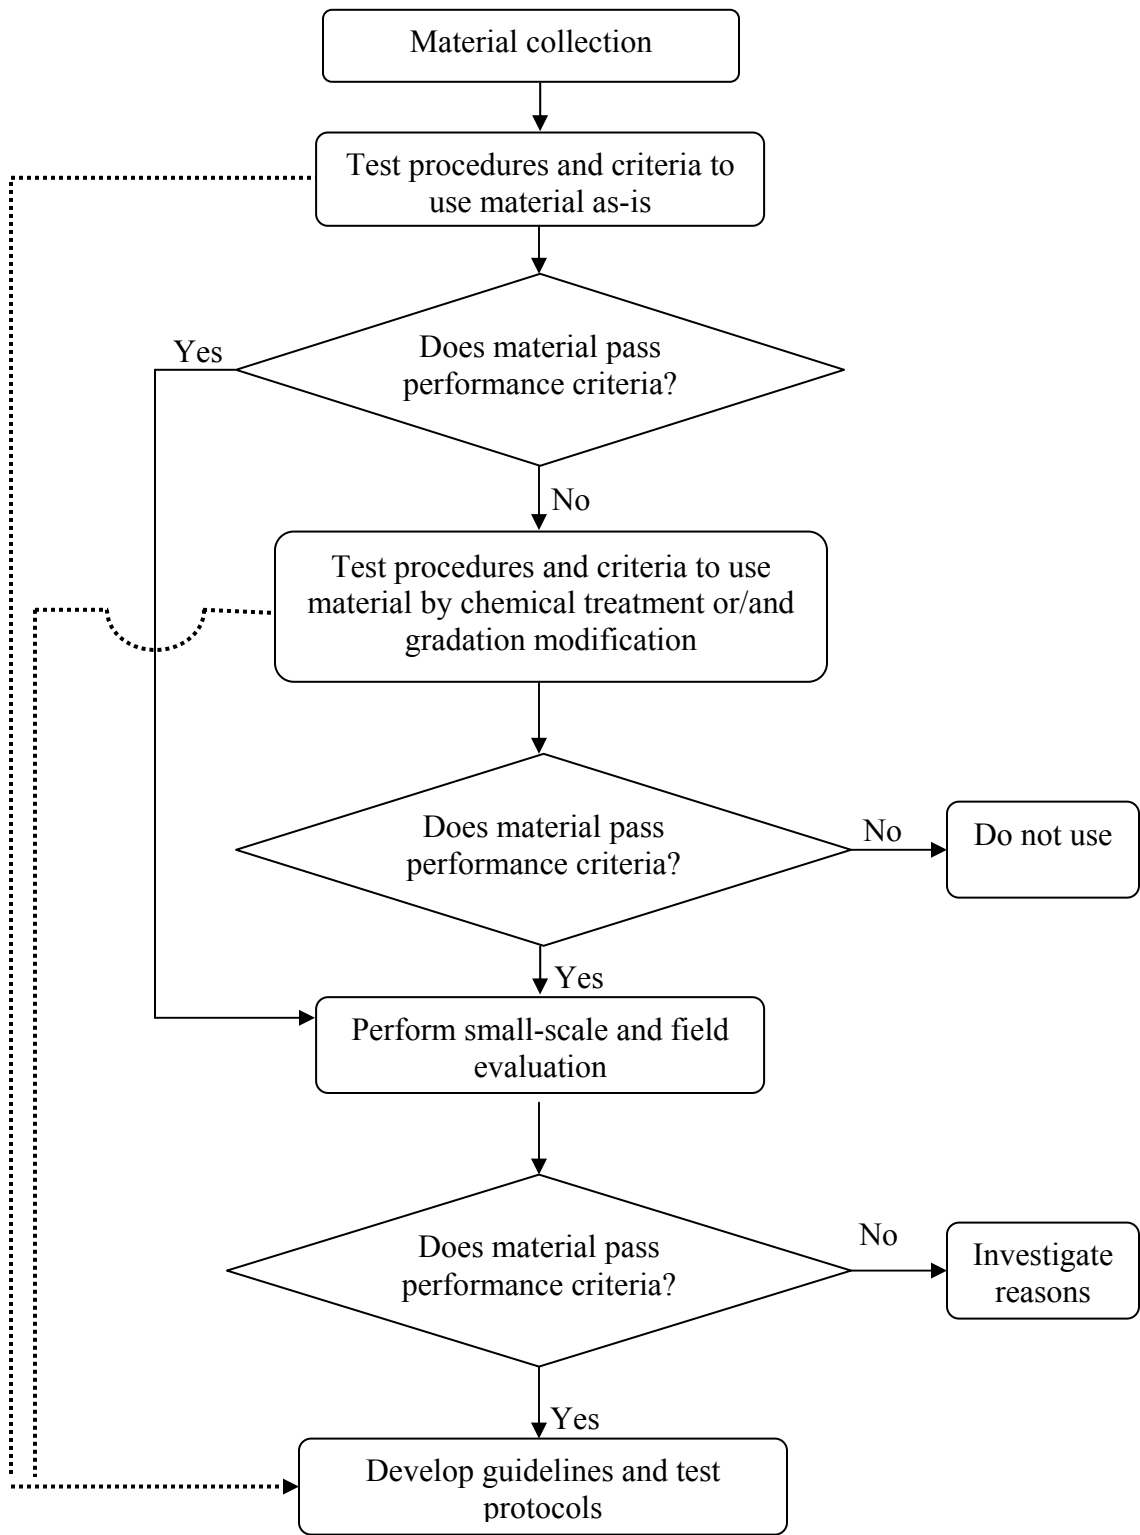 Material collection
Test procedures and criteria to
use material as-is
Yes
Does material pass
performance criteria?
No
Test procedures and criteria to use
material by chemical treatment or/and
gradation modification
Does material pass
performance criteria?
No
Do not use
Yes
Perform small-scale and field
evaluation
Does material pass
performance criteria?
No
Investigate
reasons
Yes
Develop guidelines and test
protocols